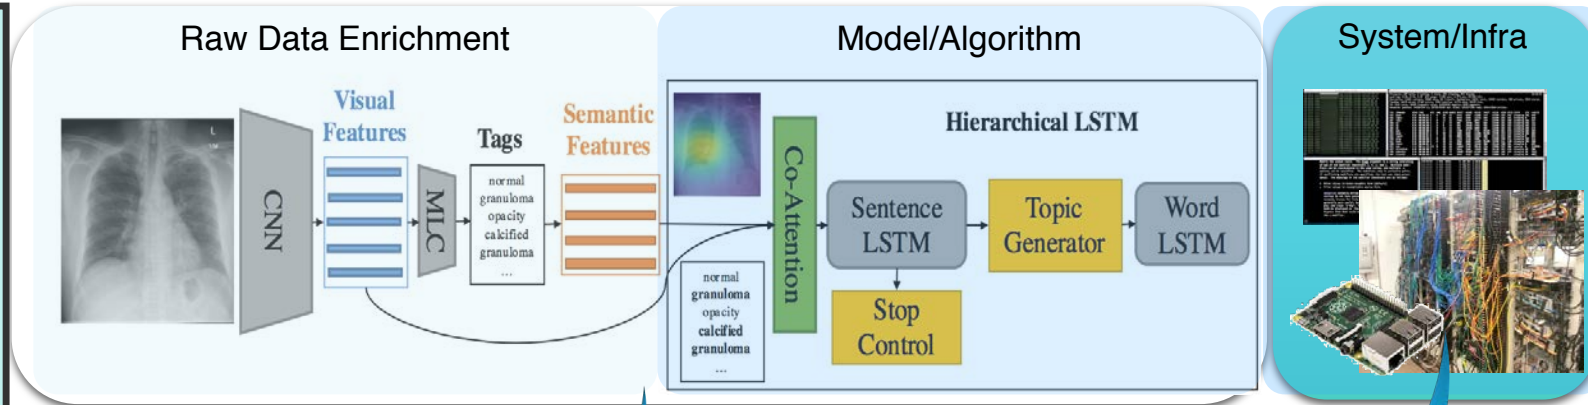 Raw Data Enrichment
Model/Algorithm
System/Infra
L
CNN
Visual
Features
MLC
Tags
normal
granuloma
opacity
calcified
granuloma
...
Semantic
Features
Hierarchical LSTM
normal
granuloma
opacity
calcified
granuloma
...
Co-Attention
Sentence
LSTM
Stop
Control
Topic
Generator
Word
LSTM